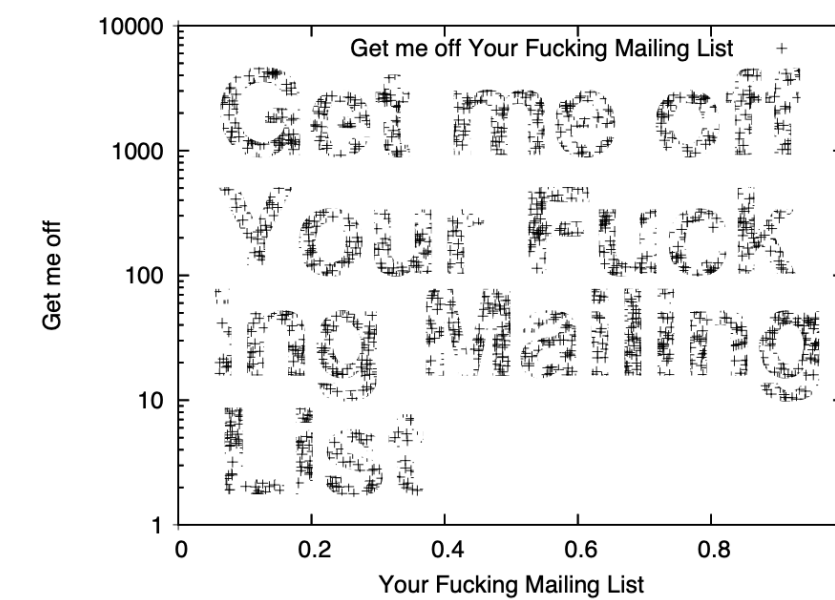 10000
Get me off Your Fucking Mailing List
Get me off
1000
Your Fuck
100
ing Mailing
10
List
1
0 0.2 0.4 0.6 0.8
Get me off
Your Fucking Mailing List